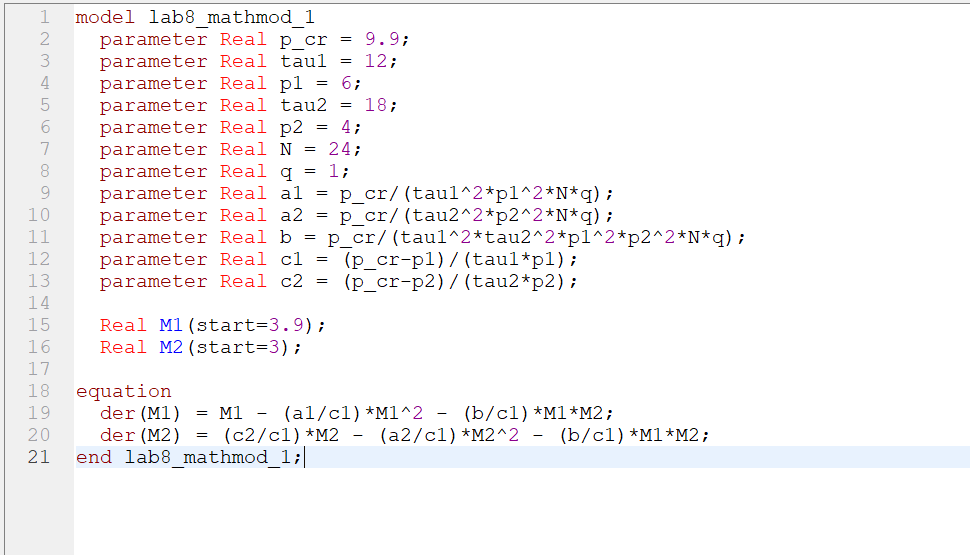 1 model lab8_mathmod_1
2 parameter Real p_cr = 9.9;
3 parameter Real tau1 = 12;
4 parameter Real p1 = 6;
5 parameter Real tau2 = 18;
6 parameter Real p2 = 4;
7 parameter Real N = 24;
8 parameter Real q = 1;
9 parameter Real a1 = p_cr/(tau1^2*p1^2*N*q);
10 parameter Real a2 = p_cr/(tau2^2*p2^2*N*q);
11 parameter Real b = p_cr/(tau1^2*tau2^2*p1^2*p2^2*N*q);
12 parameter Real c1 = (p_cr-p1)/(tau1*p1);
13 parameter Real c2 = (p_cr-p2)/(tau2*p2);
14
15 Real M1(start=3.9);
16 Real M2(start=3);
17
18 equation
19 der(M1) = M1 - (a1/c1)*M1^2 - (b/c1)*M1*M2;
20 der(M2) = (c2/c1)*M2 - (a2/c1)*M2^2 - (b/c1)*M1*M2;
21 end lab8_mathmod_1;